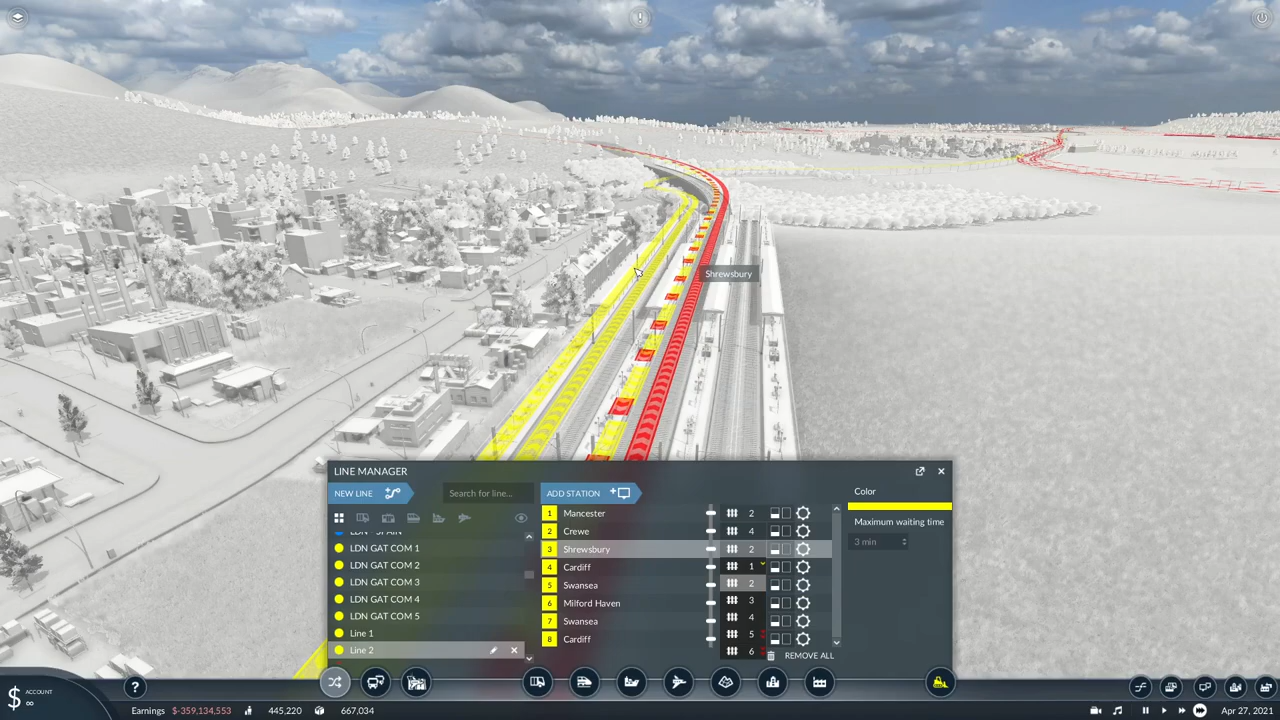 Shrewsbury
LINE MANAGER
NEW LINE
Search for line...
ADD STATION
LDN GAT COM 1
LDN GAT COM 2
LDN GAT COM 3
LDN GAT COM 4
LDN GAT COM 5
Line 1
Line 2
1 Mancester 2
2 Crewe 4
3 Shrewsbury 2
4 Cardiff 1
5 Swansea 2
6 Milford Haven 3
7 Swansea 4
8 Cardiff 5
6
REMOVE ALL
Color
Maximum waiting time
3 min
$ ACCOUNT
∞
?
Earnings $-359,134,553 445,220 667,034
Apr 27, 2021